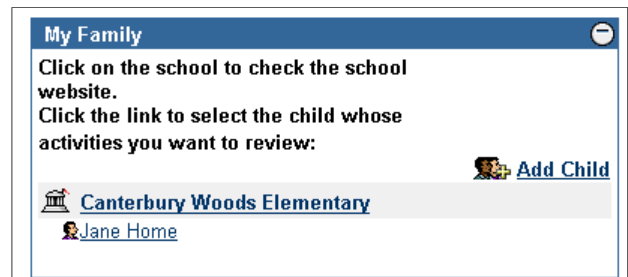 My Family
Click on the school to check the school
website.
Click the link to select the child whose
activities you want to review:
Add Child
Canterbury Woods Elementary
Jane Home